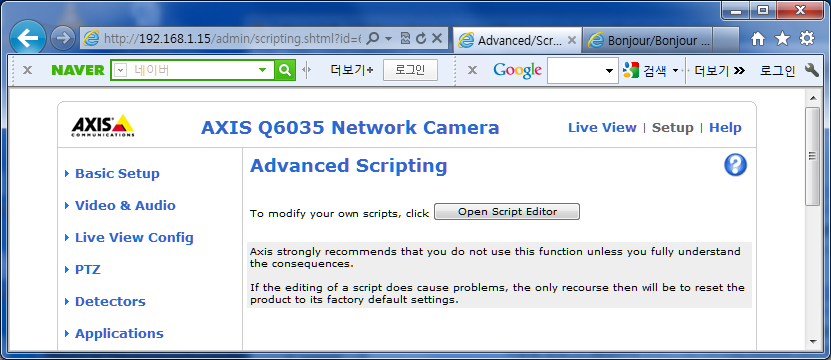 http://192.168.1.15/admin/scripting.shtml?id=
Advanced/Scr...
Bonjour/Bonjour ...
x NAVER 네이버 더보기+ 로그인 x Google 검색 더보기 로그인
AXIS
COMMUNICATIONS
AXIS Q6035 Network Camera
Live View | Setup | Help
Basic Setup
Video & Audio
Live View Config
PTZ
Detectors
Applications
Advanced Scripting
To modify your own scripts, click Open Script Editor
Axis strongly recommends that you do not use this function unless you fully understand
the consequences.
If the editing of a script does cause problems, the only recourse then will be to reset the
product to its factory default settings.